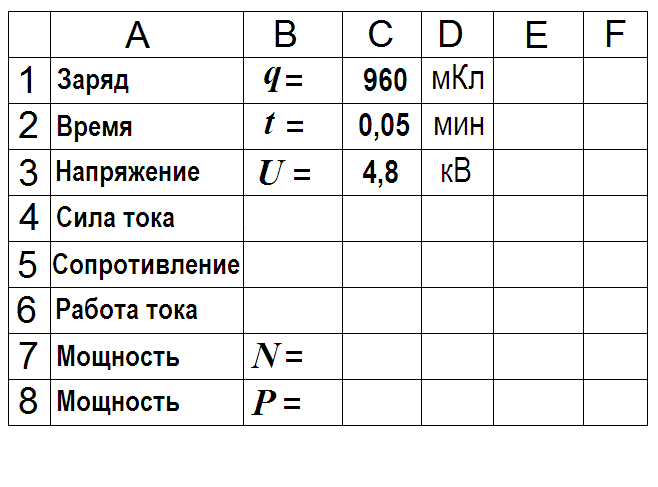 A B C D E F
1 Заряд q = 960 мКл
2 Время t = 0,05 мин
3 Напряжение U = 4,8 кВ
4 Сила тока
5 Сопротивление
6 Работа тока
7 Мощность N =
8 Мощность P =